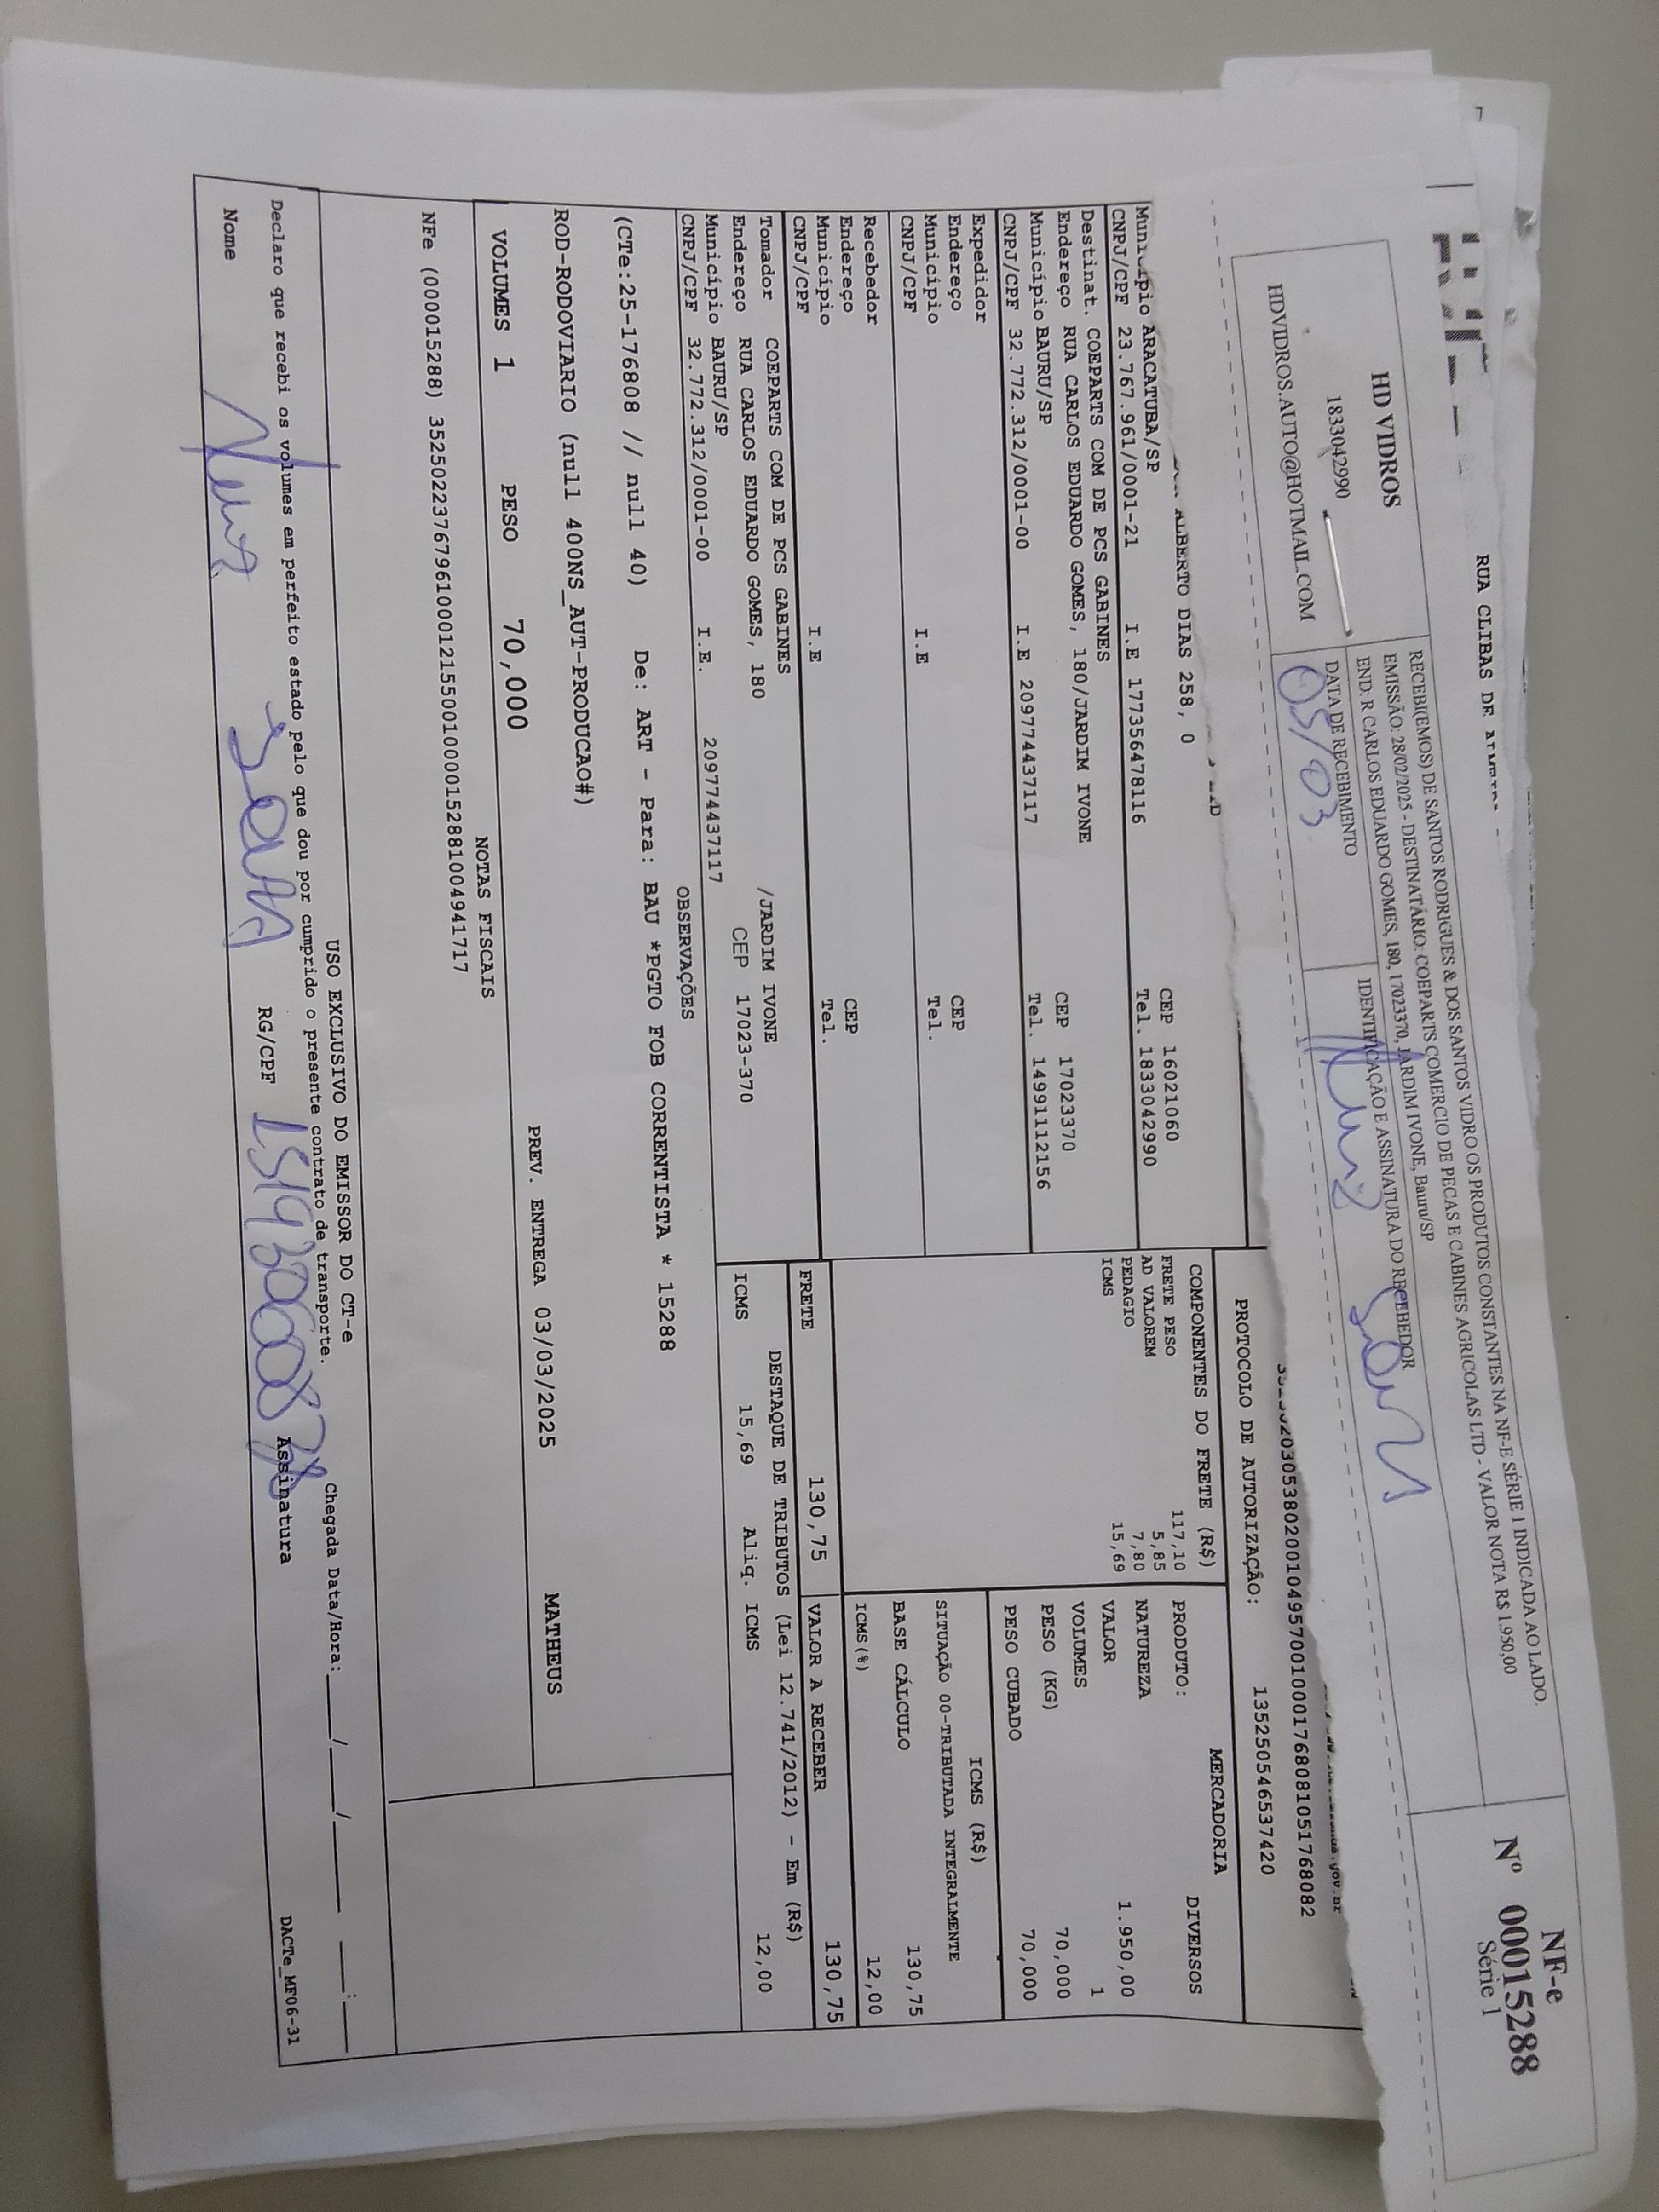 RUA CLIBAS DE
RECEBI(EMOS) DE SANTOS RODRIGUES & DOS SANTOS VIDRO OS PRODUTOS CONSTANTES NA NF-E SÉRIE 1 INDICADA AO LADO.
EMISSÃO: 28/02/2025 - DESTINATÁRIO: COEPARTS COMERCIO DE PECAS E CABINES AGRICOLAS LTD - VALOR NOTA R$ 1.950,00
END: R CARLOS EDUARDO GOMES, 180, 17023370, JARDIM IVONE, Bauru/SP
HD VIDROS
1833042990
HDVIDROS.AUTO@HOTMAIL.COM
DATA DE RECEBIMENTO
05/03
IDENTIFICAÇÃO E ASSINATURA DO RECEBEDOR
NF-e
Nº 00015288
Série 1
ALBERTO DIAS 258, 0
CEP 16021060
Município ARACATUBA/SP
Tel. 1833042990
CNPJ/CPF 23.767.961/0001-21 I.E 177356478116
Destinat. COEPARTS COM DE PCS GABINES
Endereço RUA CARLOS EDUARDO GOMES, 180/JARDIM IVONE
CEP 17023370
Município BAURU/SP
Tel. 14991112156
CNPJ/CPF 32.772.312/0001-00 I.E 209774437117
Expedidor
Endereço CEP
Município Tel.
CNPJ/CPF I.E
Recebedor
Endereço CEP
Município Tel.
CNPJ/CPF I.E
Tomador COEPARTS COM DE PCS GABINES
Endereço RUA CARLOS EDUARDO GOMES, 180 /JARDIM IVONE
Município BAURU/SP CEP 17023-370
CNPJ/CPF 32.772.312/0001-00 I.E. 209774437117
PROTOCOLO DE AUTORIZAÇÃO:
135250546537420
COMPONENTES DO FRETE (R$)
FRETE PESO 117,10
AD VALOREM 5,85
PEDAGIO 7,80
ICMS 15,69
MERCADORIA
PRODUTO: DIVERSOS
NATUREZA
VALOR 1.950,00
VOLUMES 1
PESO (KG) 70,000
PESO CUBADO 70,000
ICMS (R$)
SITUAÇÃO 00-TRIBUTADA INTEGRALMENTE
BASE CÁLCULO 130,75
ICMS(%) 12,00
FRETE 130,75 VALOR A RECEBER 130,75
DESTAQUE DE TRIBUTOS (Lei 12.741/2012) - Em (R$)
ICMS 15,69 Aliq. ICMS 12,00
OBSERVAÇÕES
(CTe:25-176808 // null 40) De: ART - Para: BAU *PGTO FOB CORRENTISTA * 15288
ROD-RODOVIARIO (null 400NS_AUT-PRODUCAO#)
VOLUMES 1 PESO 70,000 PREV. ENTREGA 03/03/2025 MATHEUS
NOTAS FISCAIS
NFe (000015288) 35250223767961000121550010000152881004941717
USO EXCLUSIVO DO EMISSOR DO CT-e
Declaro que recebi os volumes em perfeito estado pelo que dou por cumprido o presente contrato de transporte.
Chegada Data/Hora: ____/____/____ ___:___
Nome RG/CPF Assinatura
DACTe_MF06-31